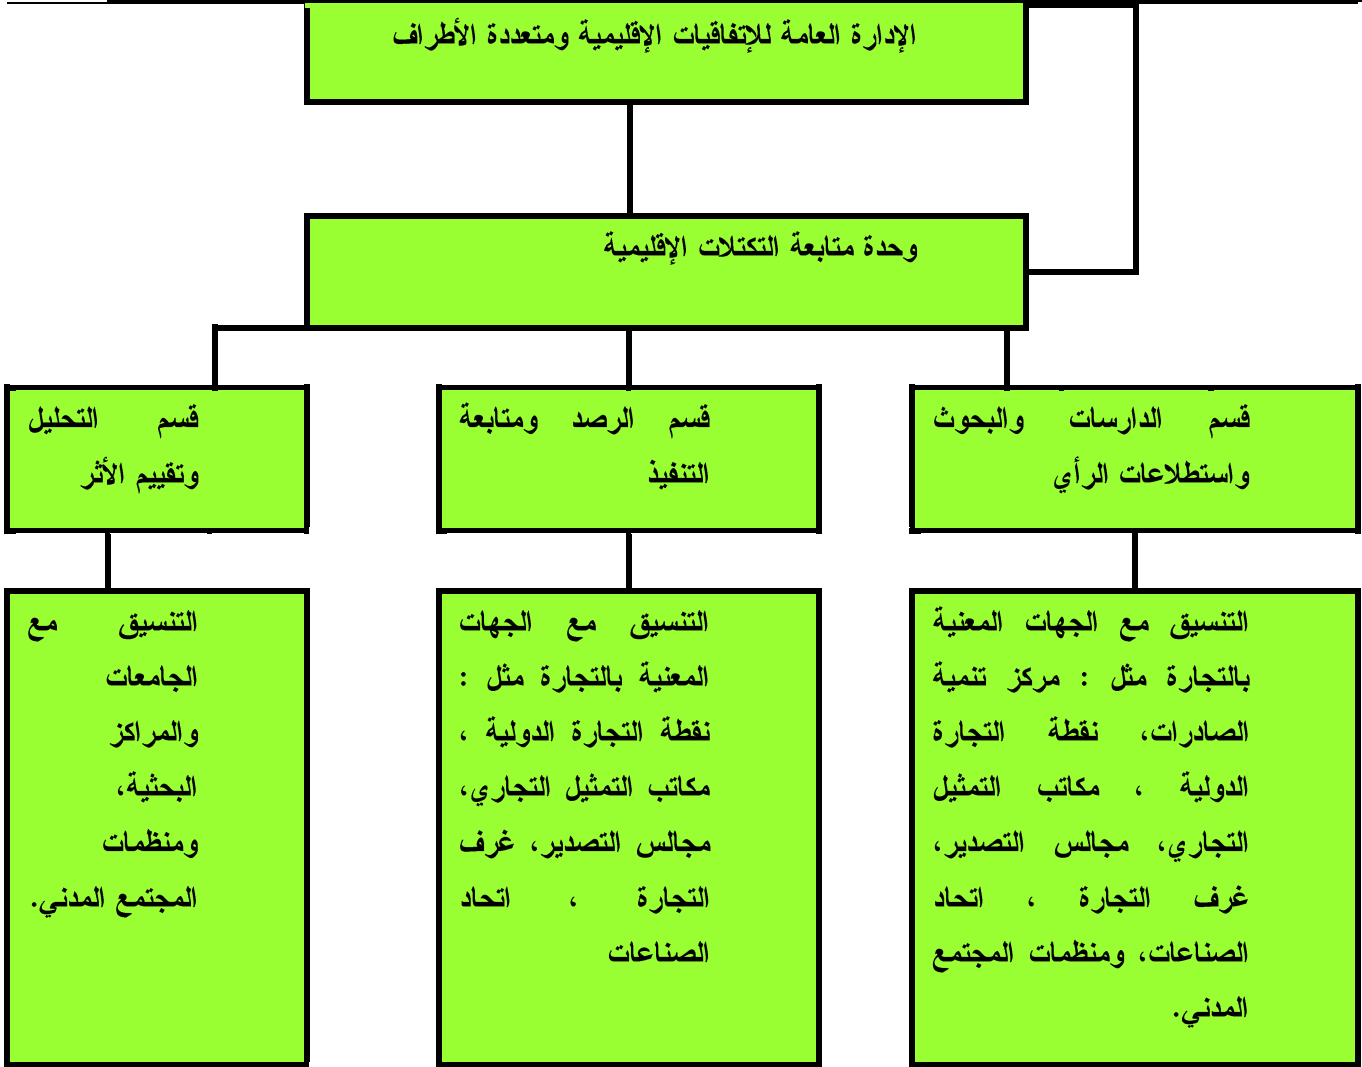 الإدارة العامة للإتفاقيات الإقليمية ومتعددة الأطراف
وحدة متابعة التكتلات الإقليمية
قسم الدارسات والبحوث
واستطلاعات الرأي
قسم الرصد ومتابعة
التنفيذ
قسم التحليل
وتقييم الأثر
التنسيق مع الجهات المعنية
بالتجارة مثل : مركز تنمية
الصادرات، نقطة التجارة
الدولية ، مكاتب التمثيل
التجاري، مجالس التصدير،
غرف التجارة ، اتحاد
الصناعات، ومنظمات المجتمع
المدني.
التنسيق مع الجهات
المعنية بالتجارة مثل :
نقطة التجارة الدولية ،
مكاتب التمثيل التجاري،
مجالس التصدير، غرف
التجارة ، اتحاد
الصناعات
التنسيق مع
الجامعات
والمراكز
البحثية،
ومنظمات
المجتمع المدني.